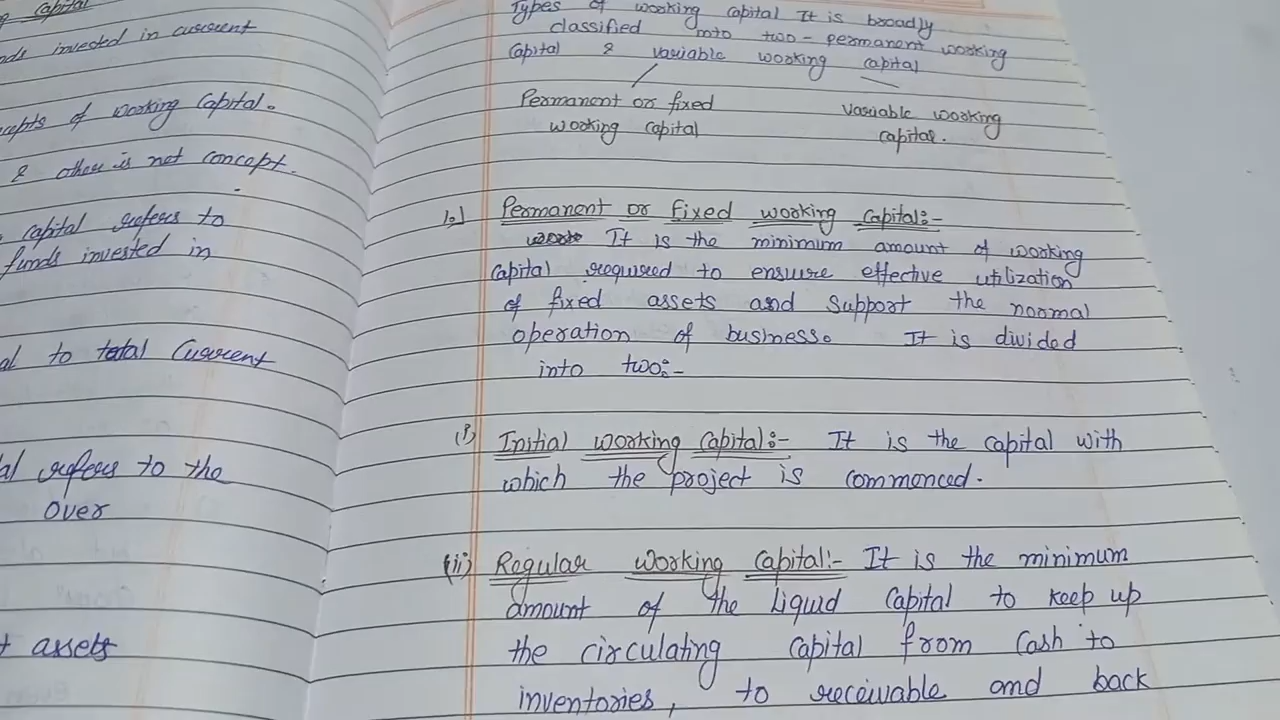 Capital
invested in current
of working Capital.
& other is not concept.
capital refers to
funds invested in
to total Current
refers to the
over
assets
Types of working capital It is broadly
classified into two - permanent working
Capital & variable working capital
Permanent or fixed
working capital
Variable working
capital.
1.) Permanent or fixed working Capital:-
It is the minimum amount of working
capital required to ensure effective utilization
of fixed assets and support the normal
operation of business. It is divided
into two:-
(i) Initial working Capital:- It is the capital with
which the project is commenced.
(ii) Regular working Capital:- It is the minimum
amount of the liquid capital to keep up
the circulating capital from cash to
inventories, to receivable and back